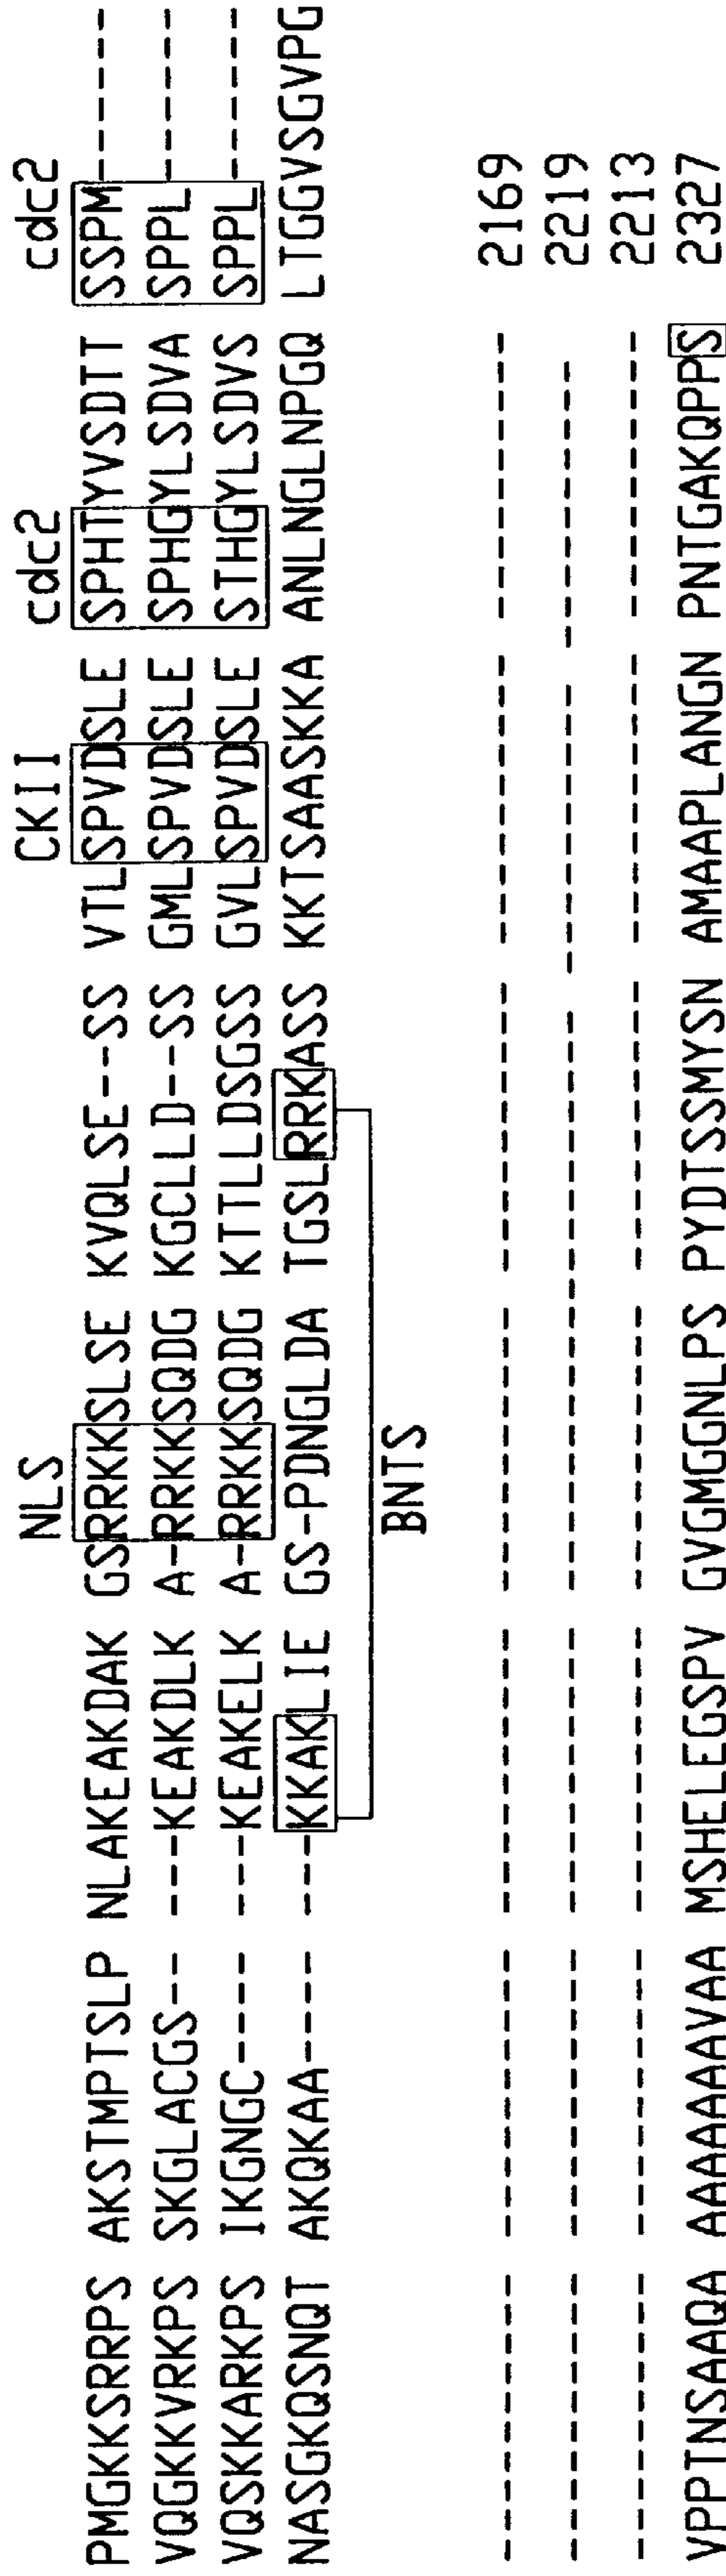 NLS CKII cdc2 cdc2
PMGKKSRRPS AKSTMPTSLP NLAKEAKDAK GSRRKKSLSE KVQLSE--SS VTLSPVDSLE SPHTYVSDTT SSPM------
VQGKKVRKPS SKGLACGS-- ---KEAKDLK A-RRKKSQDG KGCLLD--SS GMLSPVDSLE SPHGYLSDVA SPPL------
VQSKKARKPS IKGNGC---- ---KEAKELK A-RRKKSQDG KTTLLDSGSS GVLSPVDSLE STHGYLSDVS SPPL------
NASGKQSNQT AKQKAA---- ---KKAKLIE GS-PDNGLDA TGSLRRKASS KKTSAASKKA ANLNGLNPGQ LTGGVSGVPG
BNTS
---------- ---------- ---------- ---------- ---------- ---------- ---------- 2169
---------- ---------- ---------- ---------- ---------- ---------- ---------- 2219
---------- ---------- ---------- ---------- ---------- ---------- ---------- 2213
VPPTNSAAQA AAAAAAAVAA MSHELEGSPV GVGMGGNLPS PYDTSSMYSN AMAAPLANGN PNTGAKQPPS 2327